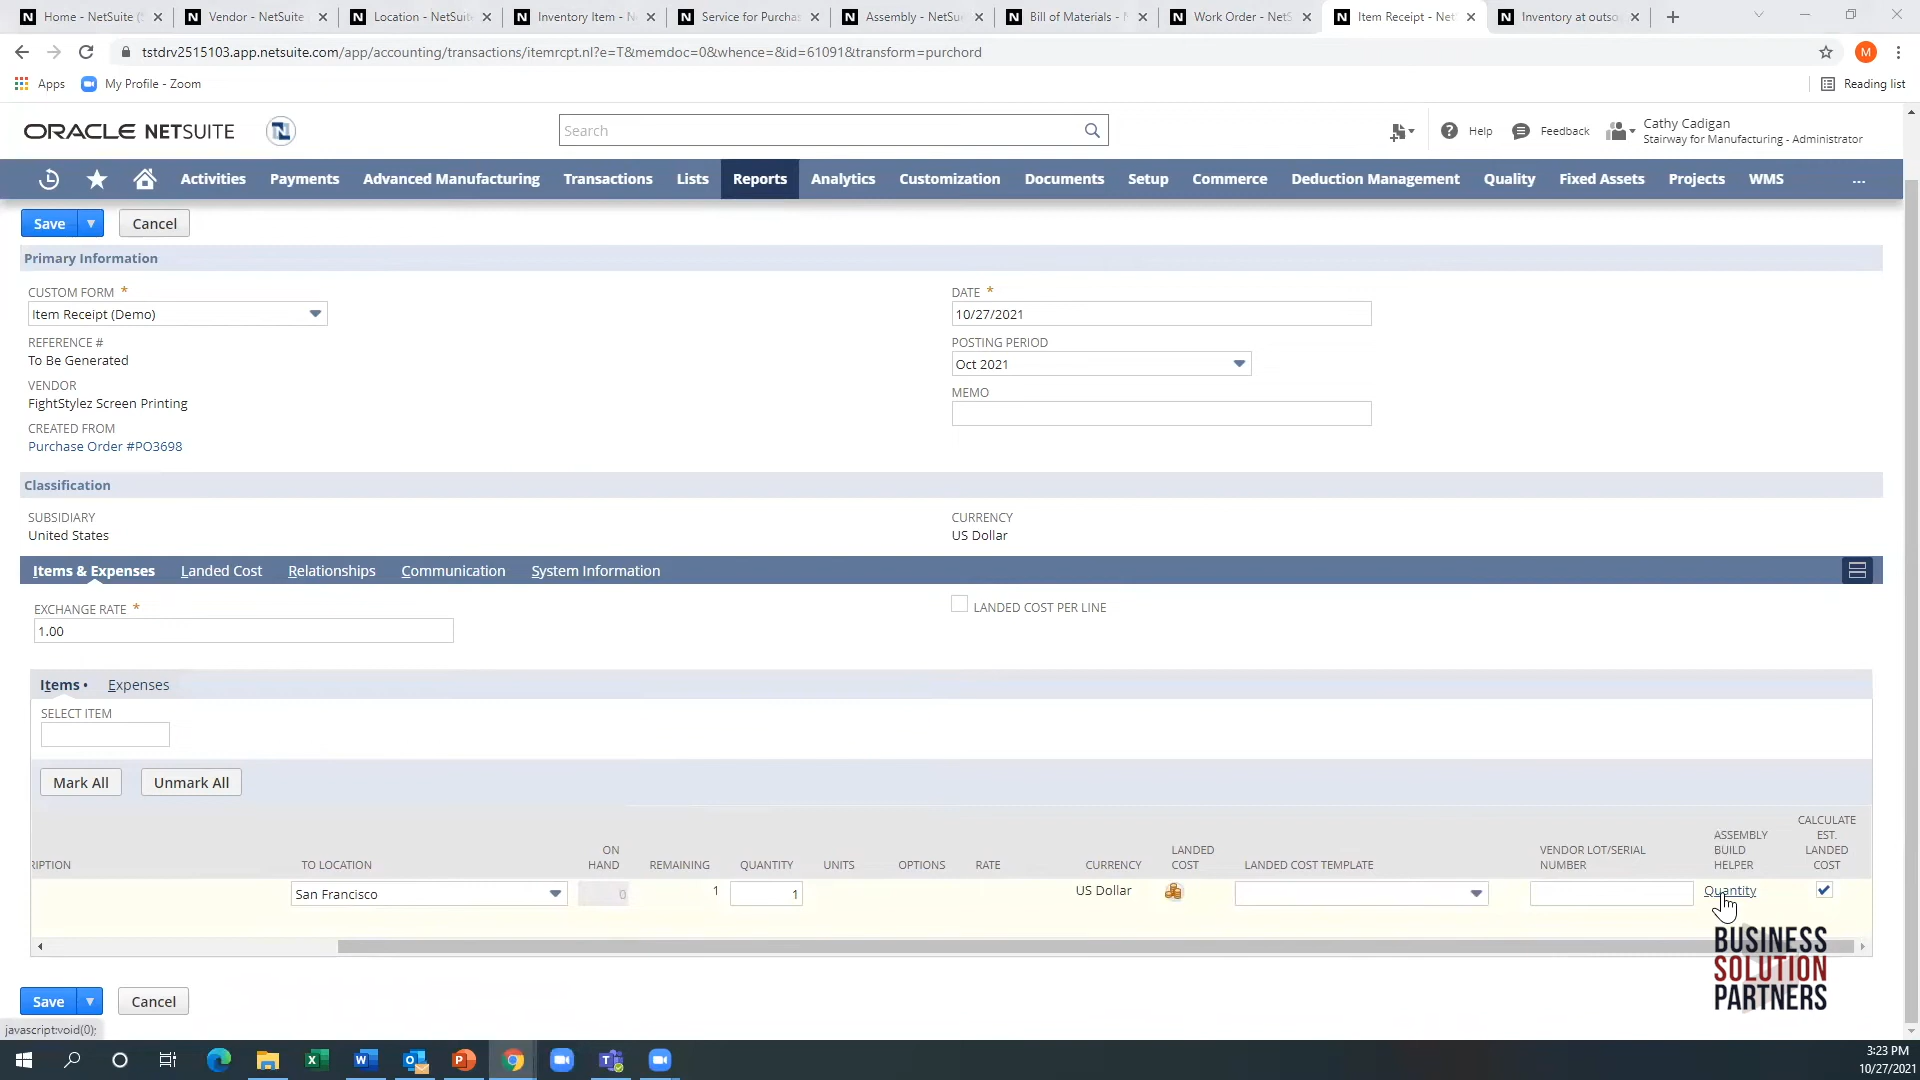 Home - NetSuite (S
Vendor - NetSuite
Location - NetSuite
Inventory Item - N
Service for Purchas
Assembly - NetSui
Bill of Materials - N
Work Order - NetS
Item Receipt - Net
Inventory at outso
tstdrv2515103.app.netsuite.com/app/accounting/transactions/itemrcpt.nl?e=T&memdoc=0&whence=&id=61091&transform=purchord
M
Apps
My Profile - Zoom
Reading list
ORACLE NETSUITE
Search
Help
Feedback
Cathy Cadigan
Stairway for Manufacturing - Administrator
Activities
Payments
Advanced Manufacturing
Transactions
Lists
Reports
Analytics
Customization
Documents
Setup
Commerce
Deduction Management
Quality
Fixed Assets
Projects
WMS
...
Save
Cancel
Primary Information
CUSTOM FORM *
Item Receipt (Demo)
REFERENCE #
To Be Generated
VENDOR
FightStylez Screen Printing
CREATED FROM
Purchase Order #PO3698
DATE *
10/27/2021
POSTING PERIOD
Oct 2021
MEMO
Classification
SUBSIDIARY
United States
CURRENCY
US Dollar
Items & Expenses
Landed Cost
Relationships
Communication
System Information
EXCHANGE RATE *
1.00
LANDED COST PER LINE
Items •
Expenses
SELECT ITEM
Mark All
Unmark All
RIPTION
TO LOCATION
ON HAND
REMAINING
QUANTITY
UNITS
OPTIONS
RATE
CURRENCY
LANDED COST
LANDED COST TEMPLATE
VENDOR LOT/SERIAL NUMBER
ASSEMBLY BUILD HELPER
CALCULATE EST. LANDED COST
San Francisco
0
1
1
US Dollar
Quantity
BUSINESS
SOLUTION
PARTNERS
Save
Cancel
javascript:void(0);
3:23 PM
10/27/2021